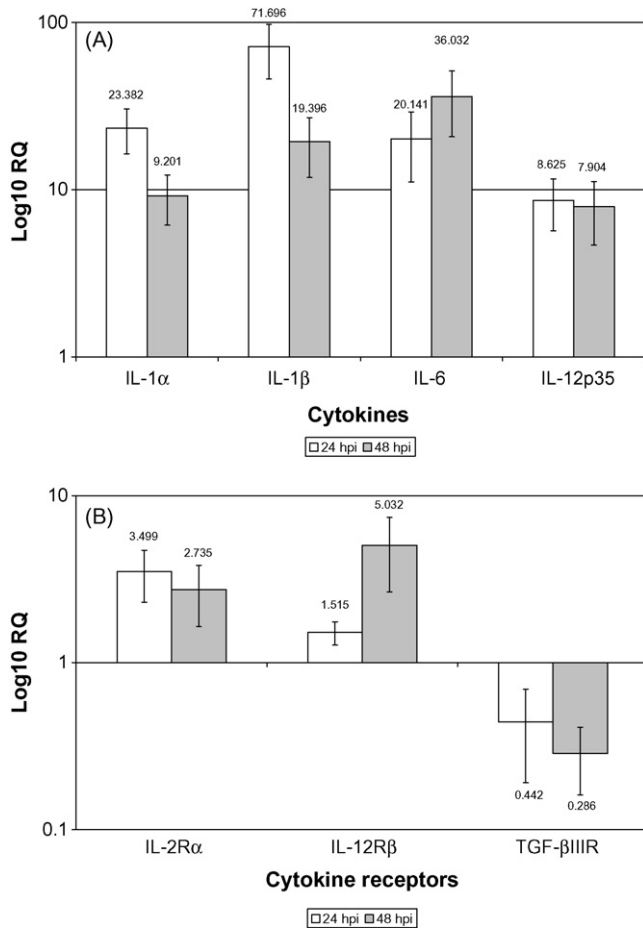 (A)
Log10 RQ
100
10
1
23.382
9.201
71.696
19.396
20.141
36.032
8.625
7.904
IL-1α
IL-1β
IL-6
IL-12p35
Cytokines
24 hpi 48 hpi
(B)
Log10 RQ
10
1
0.1
3.499
2.735
1.515
5.032
0.442
0.286
IL-2Rα
IL-12Rβ
TGF-βIIIR
Cytokine receptors
24 hpi 48 hpi